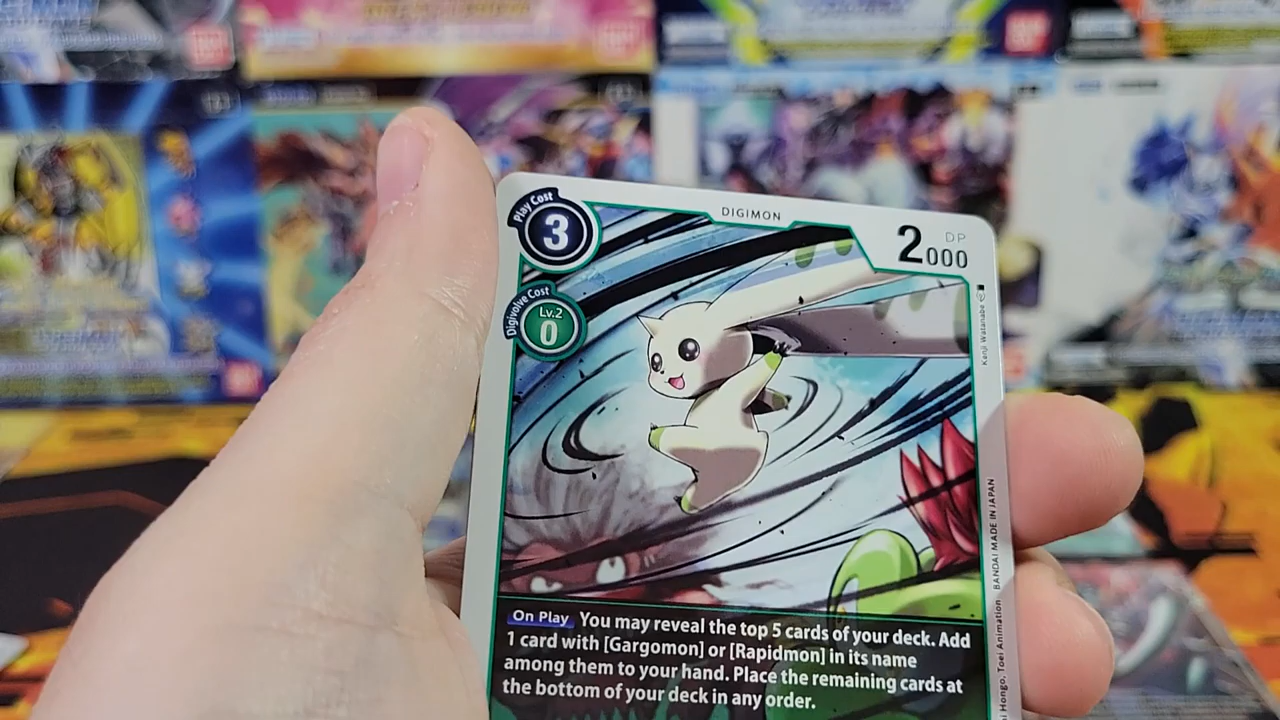 Play Cost
3
DIGIMON
2000
DP
Digivolve Cost
Lv.2
0
Kenji Watanabe
On Play You may reveal the top 5 cards of your deck. Add
1 card with [Gargomon] or [Rapidmon] in its name
among them to your hand. Place the remaining cards at
the bottom of your deck in any order.
Hongo, Toei Animation BANDAI MADE IN JAPAN